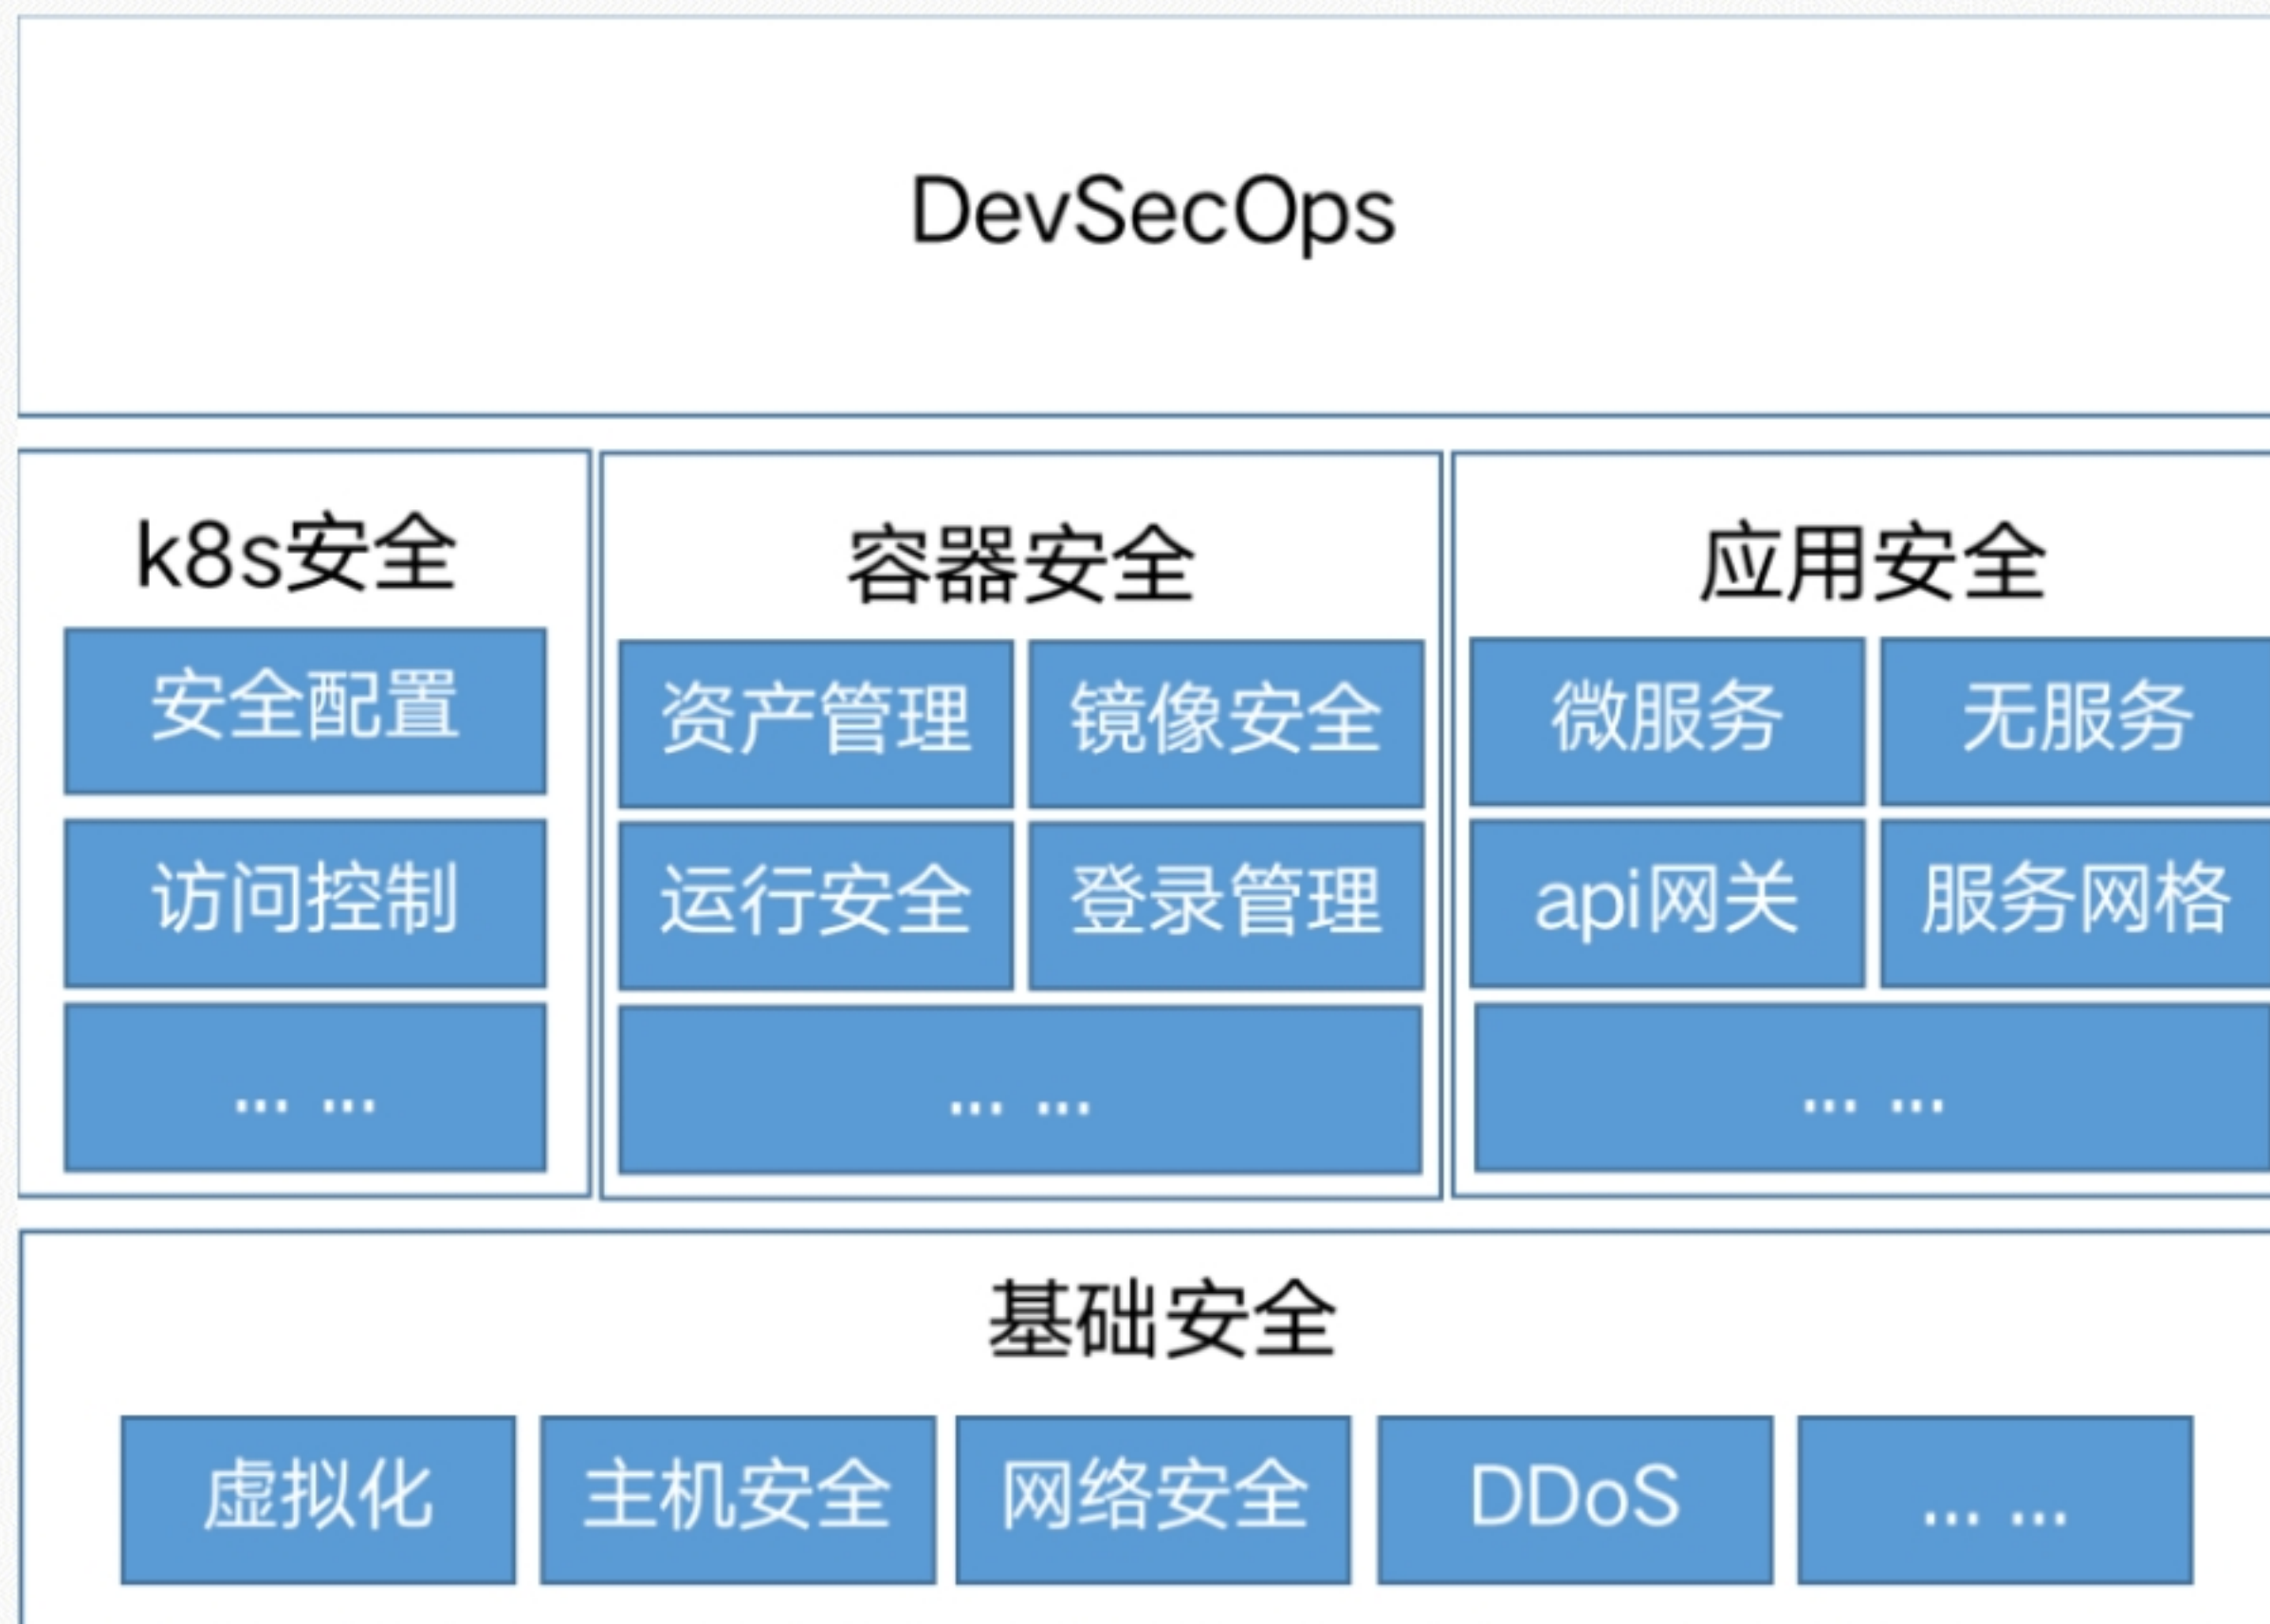 DevSecOps
k8s安全
安全配置
访问控制
... ...
容器安全
资产管理 镜像安全
运行安全 登录管理
... ...
应用安全
微服务 无服务
api网关 服务网格
... ...
基础安全
虚拟化 主机安全 网络安全 DDoS ... ...